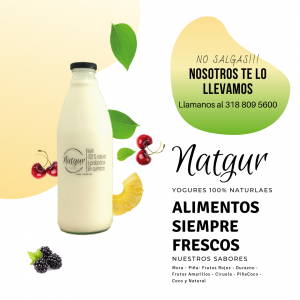 NO SALGAS!!!
NOSOTROS TE LO
LLEVAMOS
Llamanos al 318 809 5600
Natgur
YOGURES 100% NATURLAES
ALIMENTOS
SIEMPRE
FRESCOS
NUESTROS SABORES
Mora - Piña- Frutos Rojos - Durazno -
Frutos Amarillos - Ciruela - PiñaCoco -
Coco y Natural
Natgur